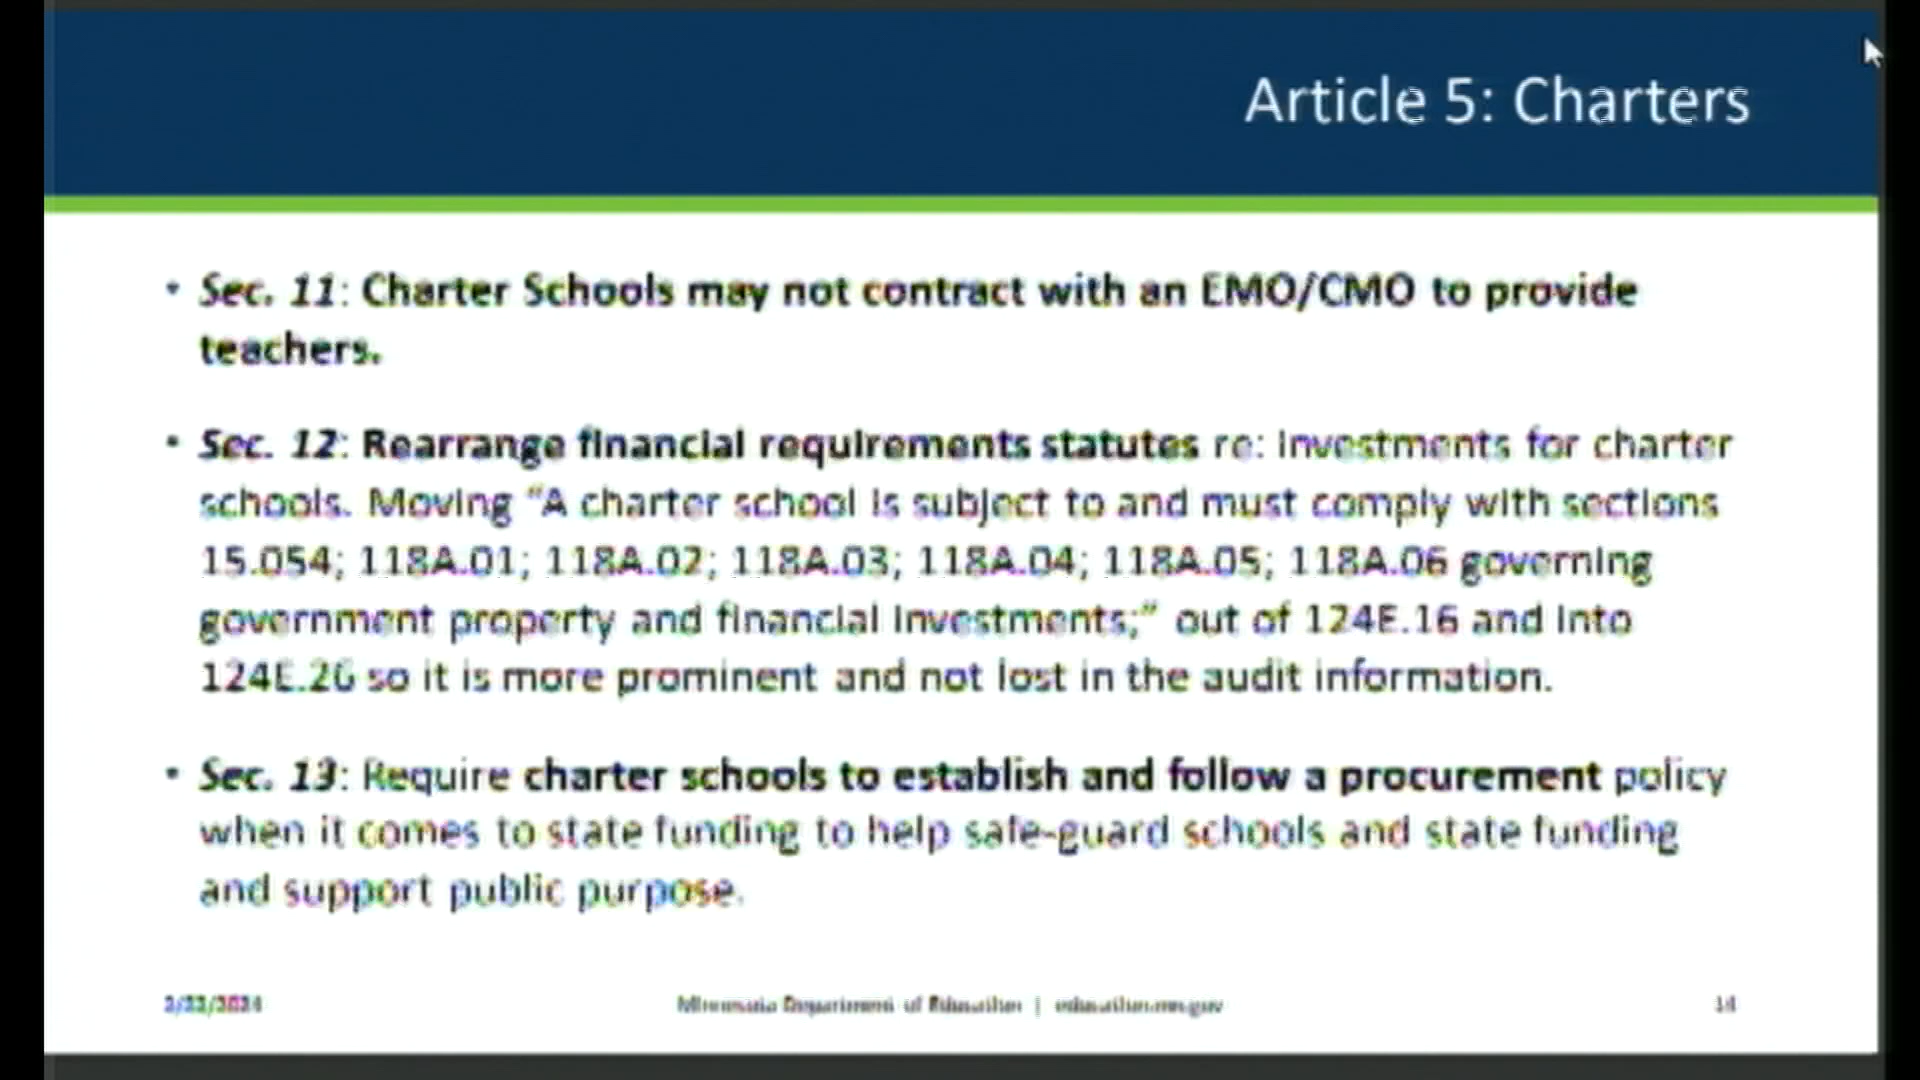 Article 5: Charters
• Sec. 11: Charter Schools may not contract with an EMO/CMO to provide
teachers.
• Sec. 12: Rearrange financial requirements statutes re: investments for charter
schools. Moving “A charter school is subject to and must comply with sections
15.054; 118A.01; 118A.02; 118A.03; 118A.04; 118A.05; 118A.06 governing
government property and financial investments;” out of 124E.16 and into
124E.26 so it is more prominent and not lost in the audit information.
• Sec. 13: Require charter schools to establish and follow a procurement policy
when it comes to state funding to help safe-guard schools and state funding
and support public purpose.
Minnesota Department of Education | education.mn.gov